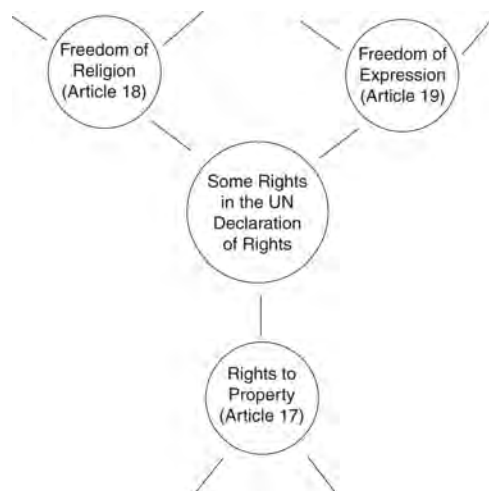 Freedom of
Religion
(Article 18)
Freedom of
Expression
(Article 19)
Some Rights
in the UN
Declaration
of Rights
Rights to
Property
(Article 17)